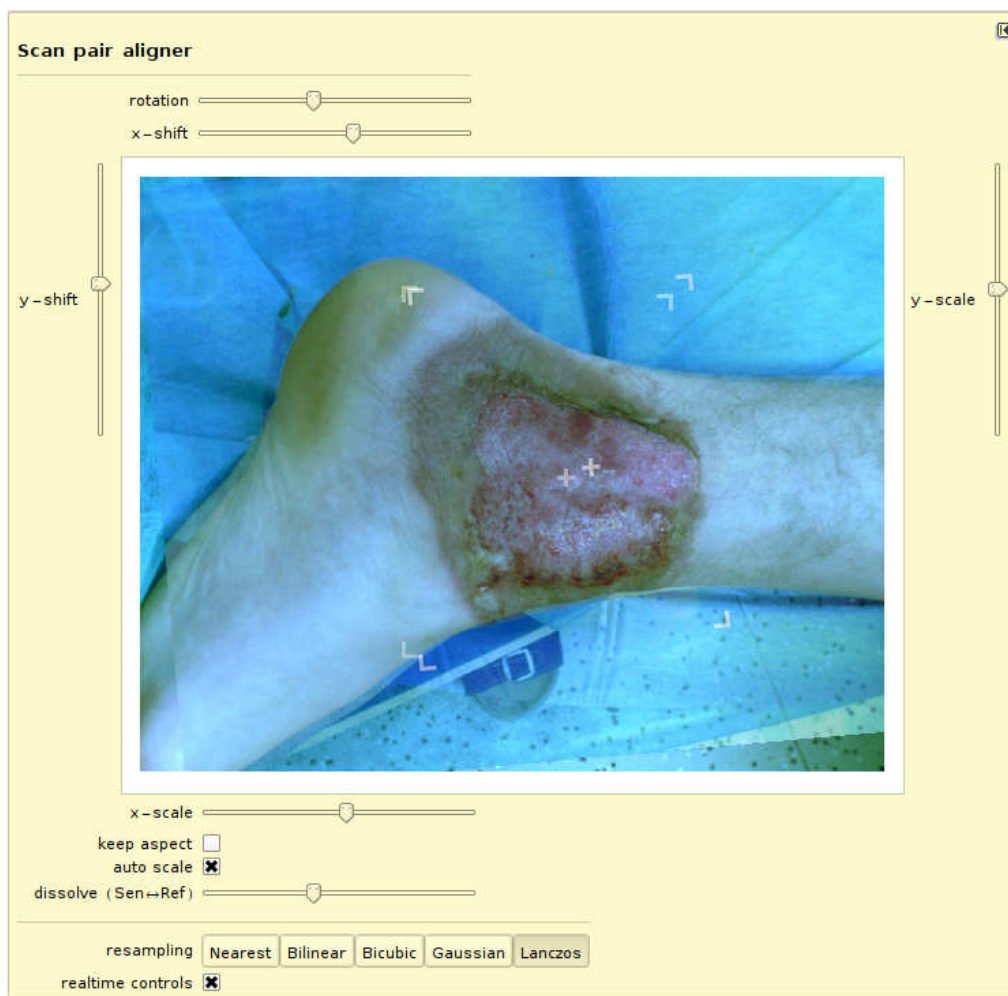 Scan pair aligner
rotation
x-shift
y-shift
y-scale
x-scale
keep aspect
auto scale
dissolve (Sen↔Ref)
resampling Nearest Bilinear Bicubic Gaussian Lanczos
realtime controls